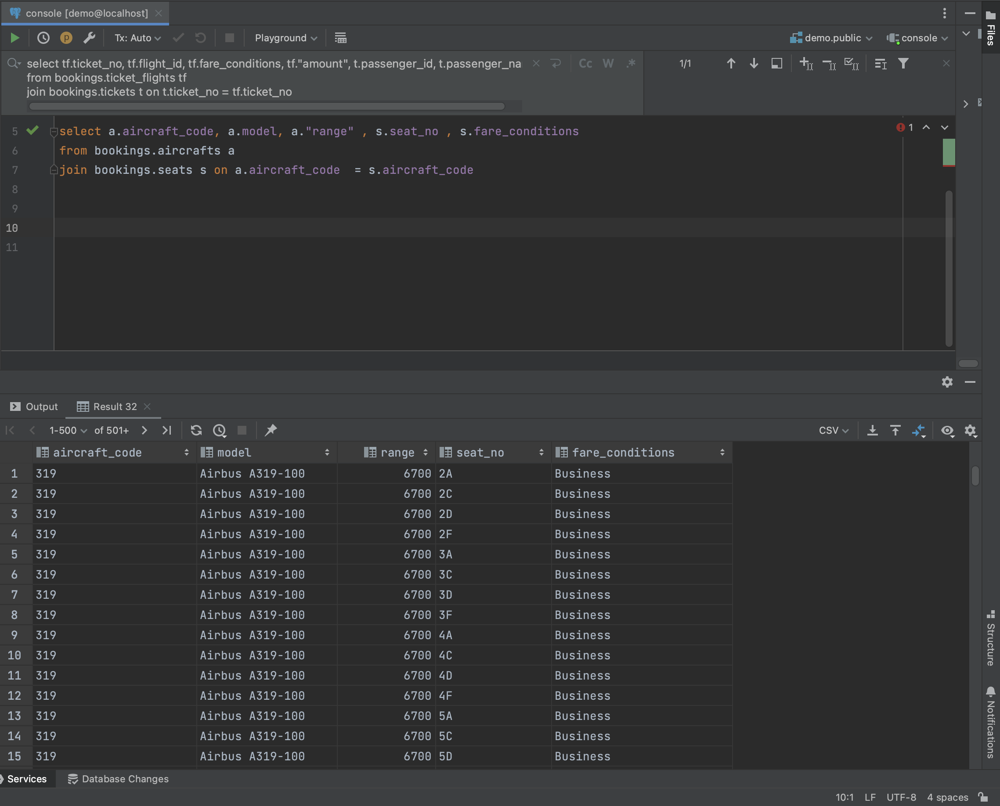 console [demo@localhost]
Tx: Auto
Playground
demo.public
console
Files
select tf.ticket_no, tf.flight_id, tf.fare_conditions, tf."amount", t.passenger_id, t.passenger_na
from bookings.ticket_flights tf
join bookings.tickets t on t.ticket_no = tf.ticket_no
Cc W .*
1/1
1
5 select a.aircraft_code, a.model, a."range" , s.seat_no , s.fare_conditions
6 from bookings.aircrafts a
7 join bookings.seats s on a.aircraft_code  = s.aircraft_code
8
9
10
11
Output Result 32
1-500 of 501+
CSV
aircraft_code model range seat_no fare_conditions
1 319 Airbus A319-100 6700 2A Business
2 319 Airbus A319-100 6700 2C Business
3 319 Airbus A319-100 6700 2D Business
4 319 Airbus A319-100 6700 2F Business
5 319 Airbus A319-100 6700 3A Business
6 319 Airbus A319-100 6700 3C Business
7 319 Airbus A319-100 6700 3D Business
8 319 Airbus A319-100 6700 3F Business
9 319 Airbus A319-100 6700 4A Business
10 319 Airbus A319-100 6700 4C Business
11 319 Airbus A319-100 6700 4D Business
12 319 Airbus A319-100 6700 4F Business
13 319 Airbus A319-100 6700 5A Business
14 319 Airbus A319-100 6700 5C Business
15 319 Airbus A319-100 6700 5D Business
Structure
Notifications
Services Database Changes
10:1 LF UTF-8 4 spaces